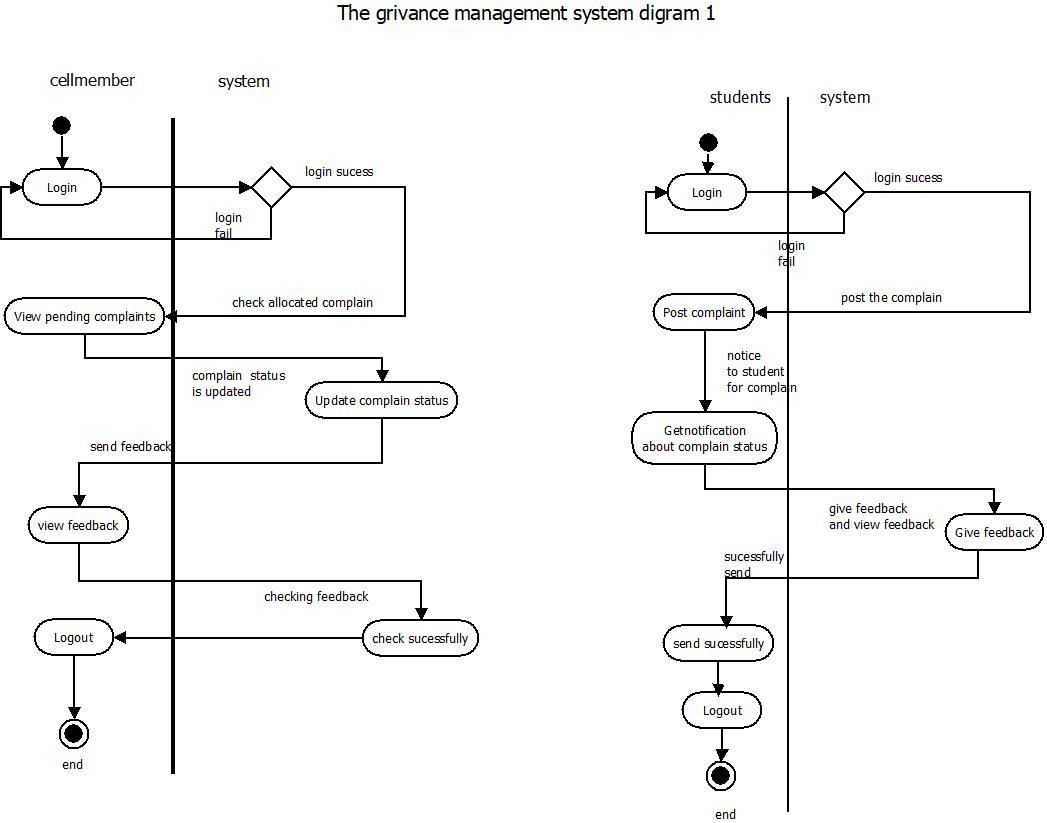 The grivance management system digram 1
cellmember
system
Login
login sucess
login
fail
check allocated complain
View pending complaints
complain  status
is updated
Update complain status
send feedback
view feedback
checking feedback
Logout
check sucessfully
end
students
system
Login
login sucess
login
fail
post the complain
Post complaint
notice
to student
for complain
Getnotification
about complain status
give feedback
and view feedback
Give feedback
sucessfully
send
send sucessfully
Logout
end